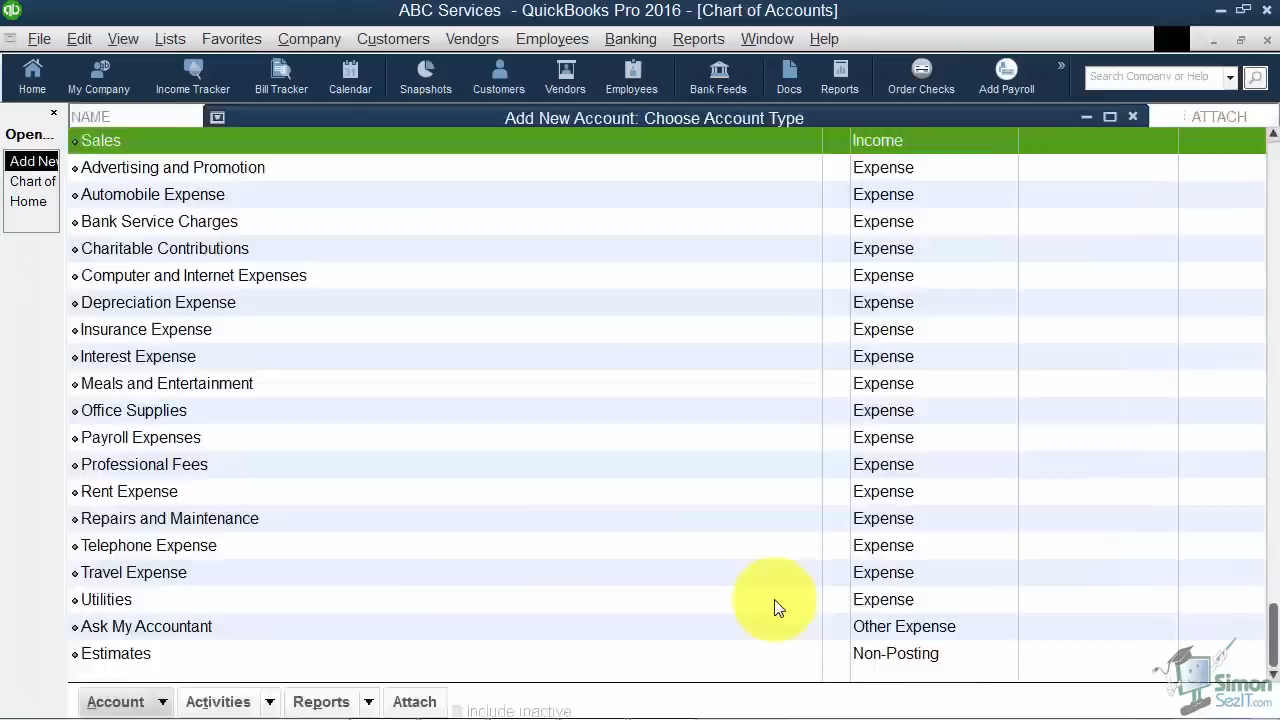 ABC Services - QuickBooks Pro 2016 - [Chart of Accounts]
File Edit View Lists Favorites Company Customers Vendors Employees Banking Reports Window Help
Home My Company Income Tracker Bill Tracker Calendar Snapshots Customers Vendors Employees Bank Feeds Docs Reports Order Checks Add Payroll » Search Company or Help
NAME Add New Account: Choose Account Type ATTACH
Open...
Add Ne
Chart of
Home
Sales Income
Advertising and Promotion Expense
Automobile Expense Expense
Bank Service Charges Expense
Charitable Contributions Expense
Computer and Internet Expenses Expense
Depreciation Expense Expense
Insurance Expense Expense
Interest Expense Expense
Meals and Entertainment Expense
Office Supplies Expense
Payroll Expenses Expense
Professional Fees Expense
Rent Expense Expense
Repairs and Maintenance Expense
Telephone Expense Expense
Travel Expense Expense
Utilities Expense
Ask My Accountant Other Expense
Estimates Non-Posting
Account Activities Reports Attach Include inactive
Simon
SezIT.com